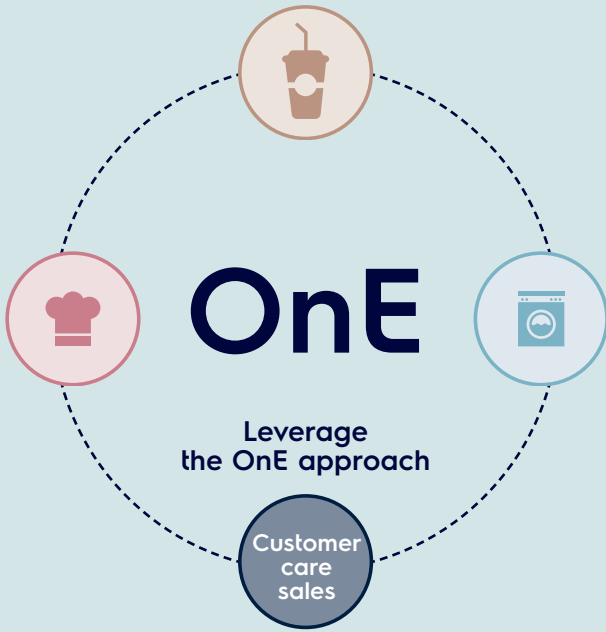 OnE
Leverage
the OnE approach
Customer
care
sales